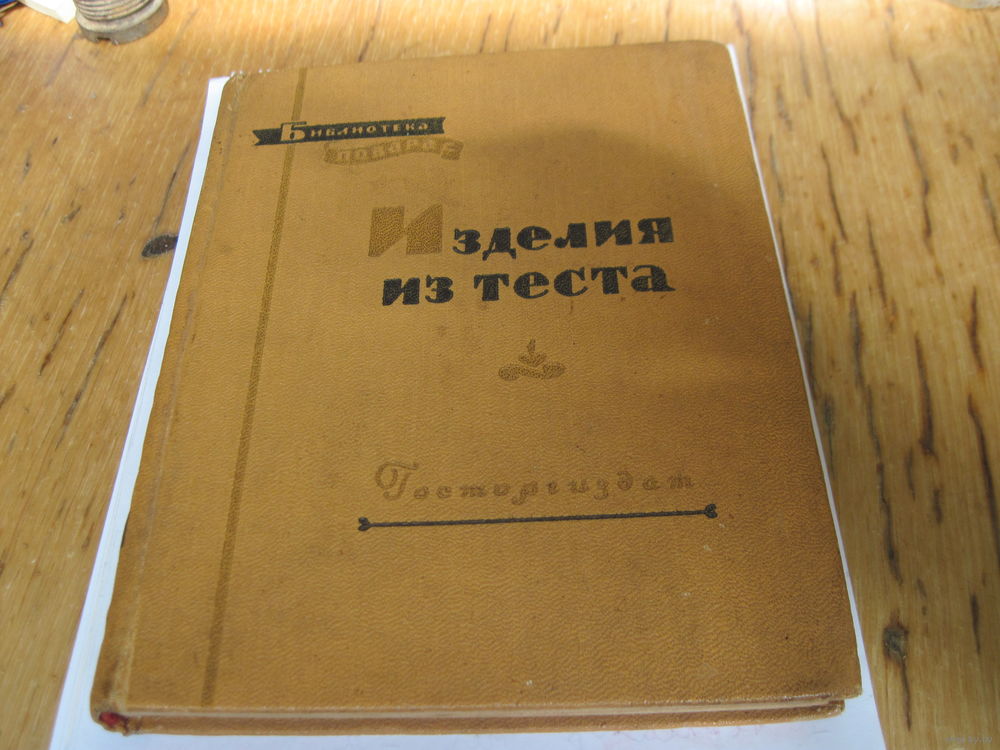 Библиотека
повара
Изделия
из теста
Госторгиздат